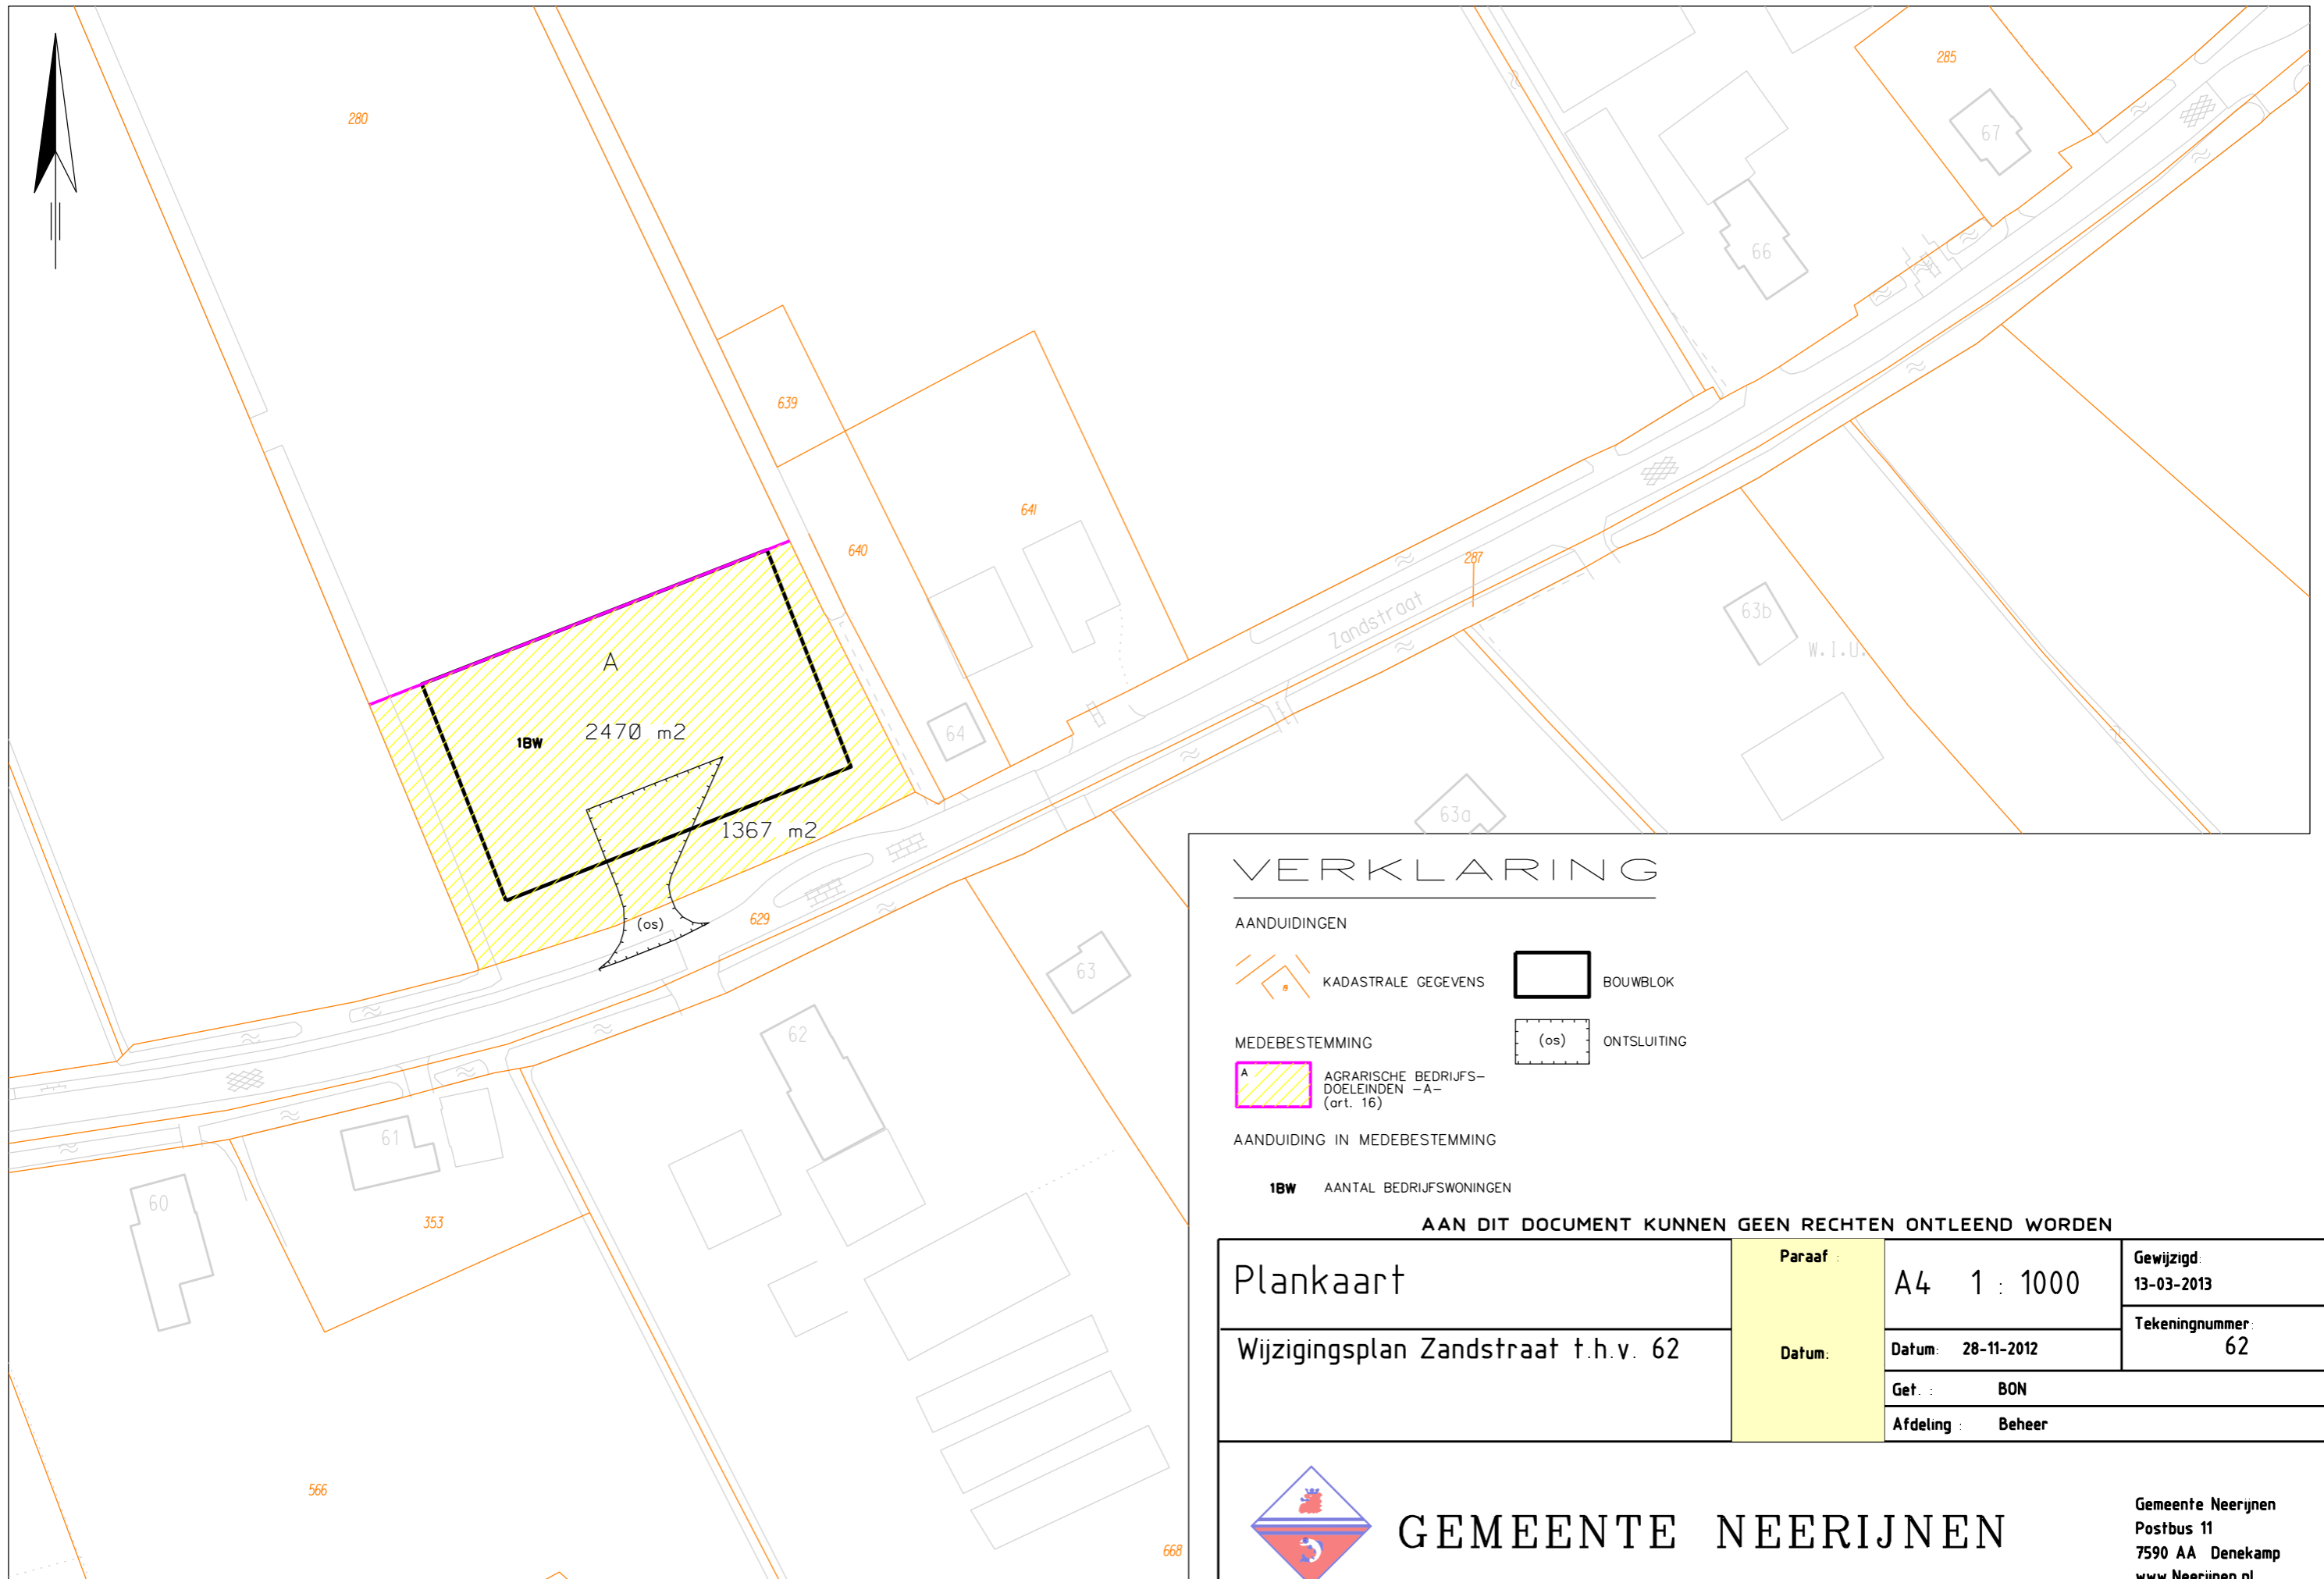 280
285
67
66
639
641
640
287
Zandstraat
63b
W.I.U.
A
1BW
2470 m2
64
1367 m2
63a
(os)
629
63
62
61
60
353
566
668
VERKLARING
AANDUIDINGEN
KADASTRALE GEGEVENS
BOUWBLOK
MEDEBESTEMMING
(os)
ONTSLUITING
A
AGRARISCHE BEDRIJFS-
DOELEINDEN -A-
(art. 16)
AANDUIDING IN MEDEBESTEMMING
1BW AANTAL BEDRIJFSWONINGEN
AAN DIT DOCUMENT KUNNEN GEEN RECHTEN ONTLEEND WORDEN
Plankaart
Paraaf :
A4 1 : 1000
Gewijzigd:
13-03-2013
Wijzigingsplan Zandstraat t.h.v. 62
Datum:
Datum: 28-11-2012
Tekeningnummer:
62
Get. : BON
Afdeling : Beheer
GEMEENTE NEERIJNEN
Gemeente Neerijnen
Postbus 11
7590 AA Denekamp
www.Neerijnen.nl